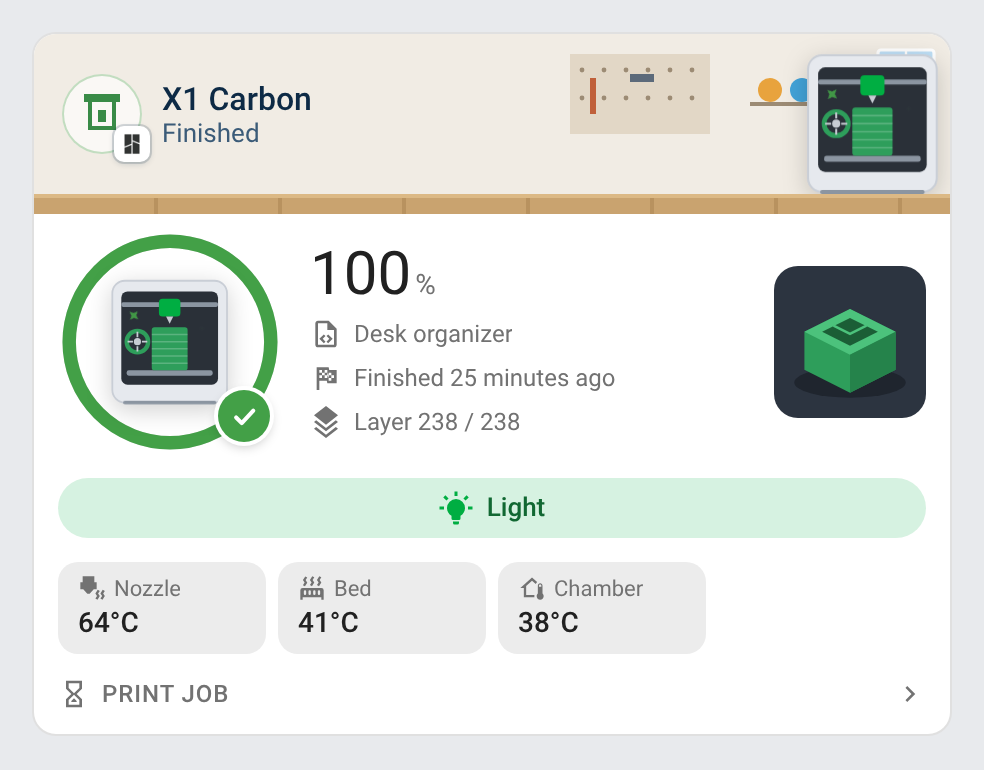 X1 Carbon
Finished
100 %
Desk organizer
Finished 25 minutes ago
Layer 238 / 238
Light
Nozzle
64°C
Bed
41°C
Chamber
38°C
PRINT JOB